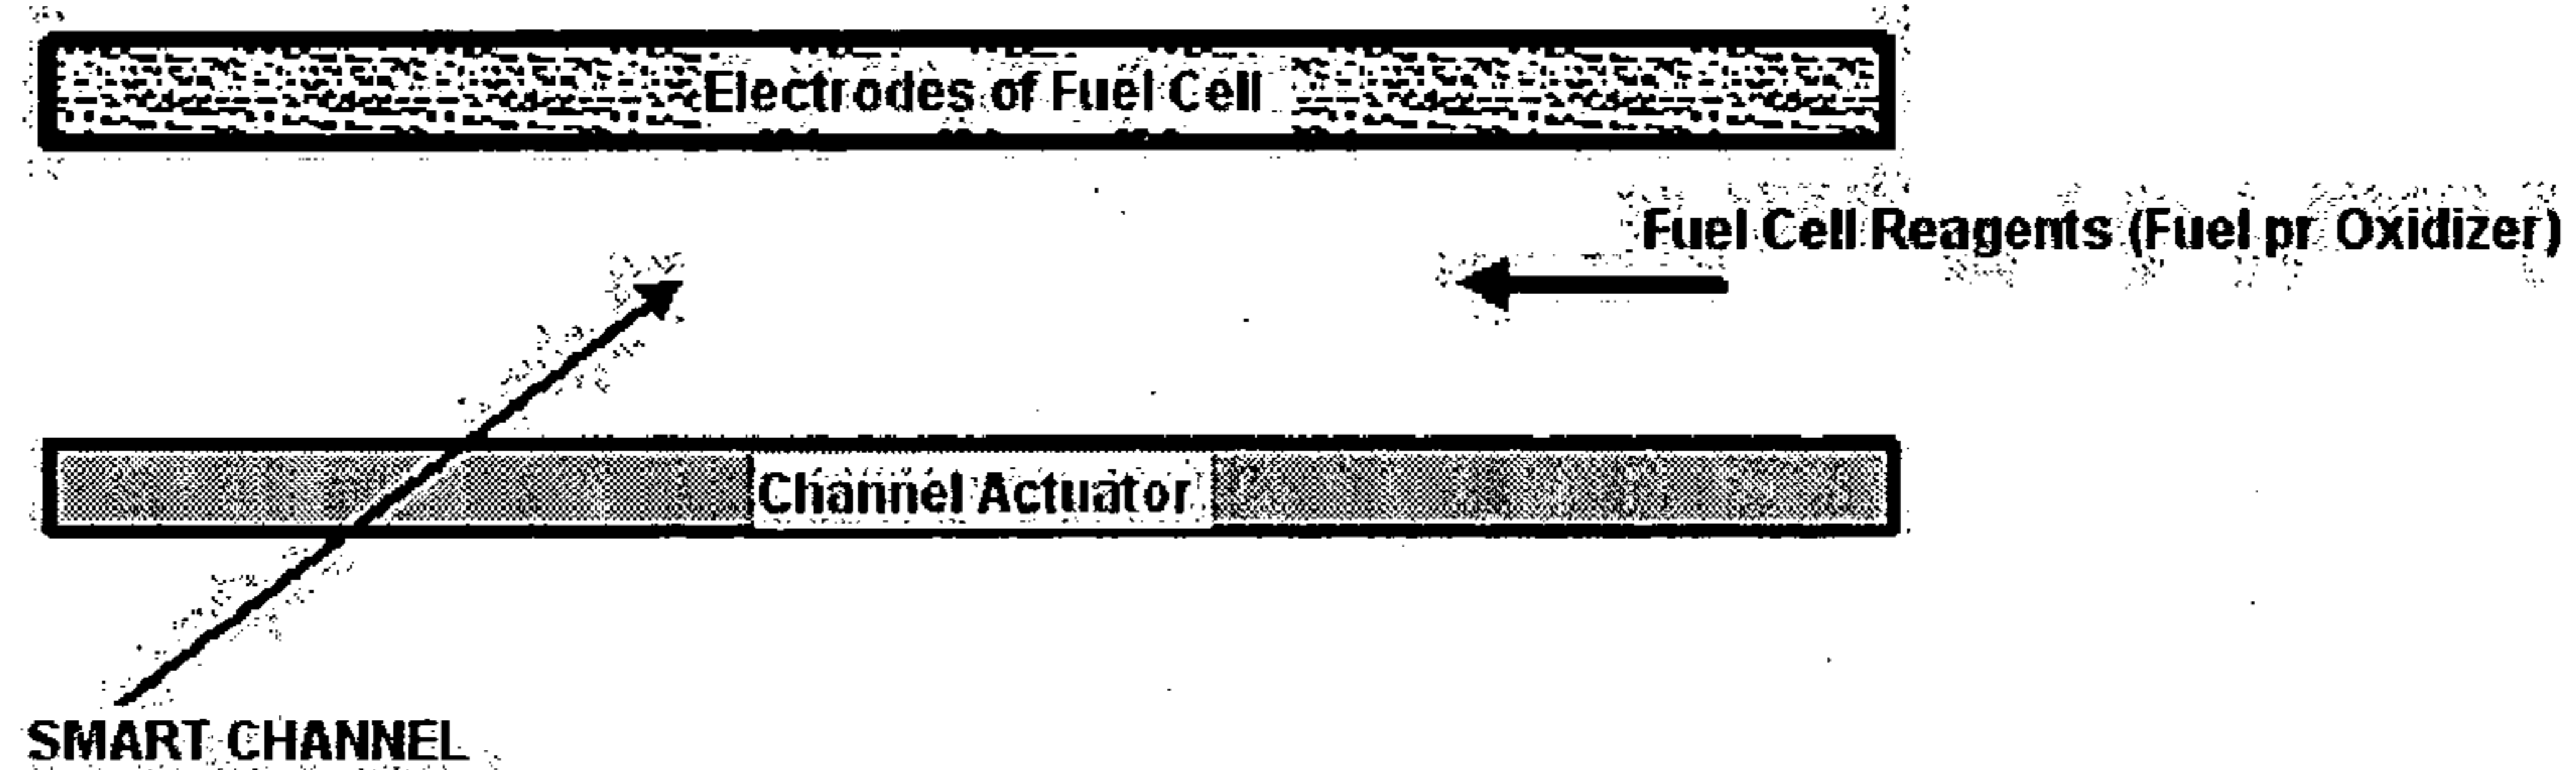 Electrodes of Fuel Cell
Fuel Cell Reagents (Fuel pr Oxidizer)
Channel Actuator
SMART CHANNEL